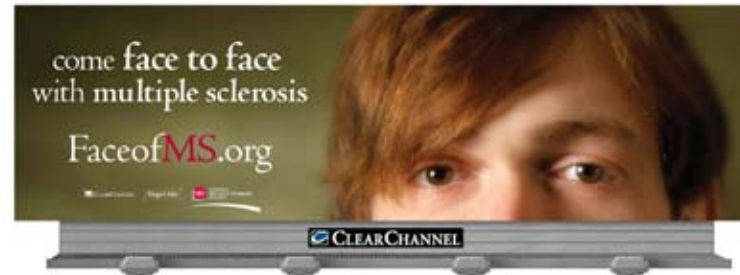 come face to face
with multiple sclerosis
FaceofMS.org
CLEARCHANNEL